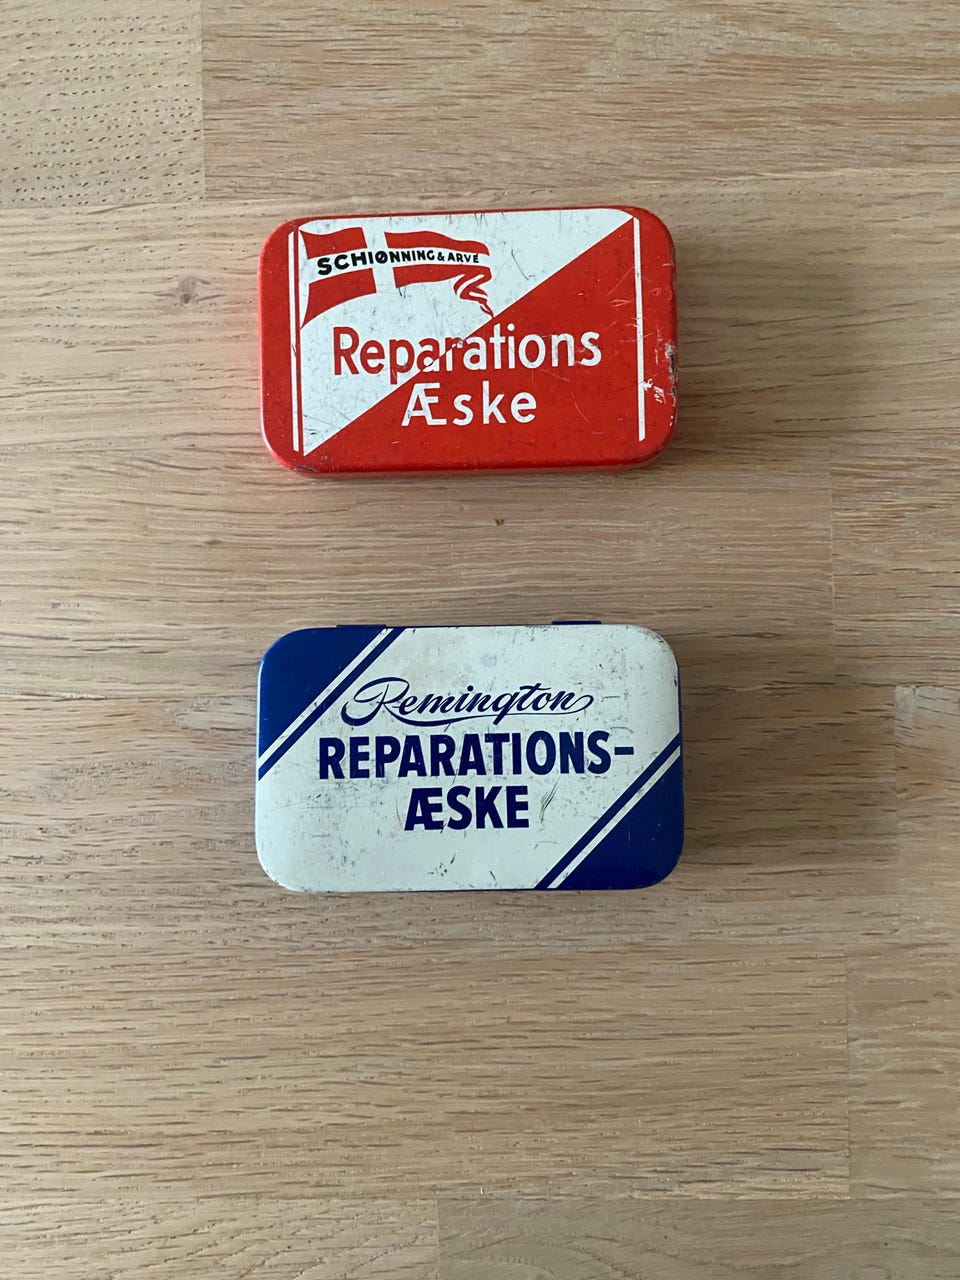 SCHIØNNING & ARVÉ
Reparations
Æske
Remington
REPARATIONS-
ÆSKE